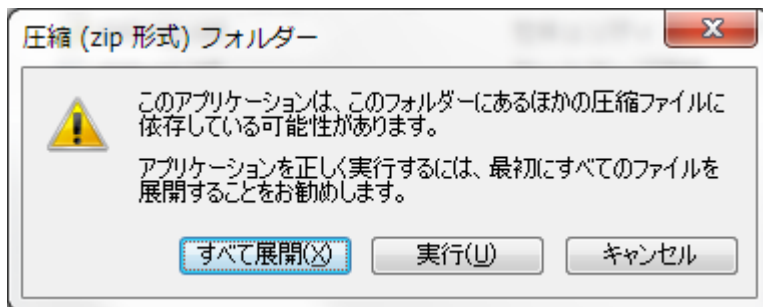 圧縮 (zip 形式) フォルダー
このアプリケーションは、このフォルダーにあるほかの圧縮ファイルに
依存している可能性があります。
アプリケーションを正しく実行するには、最初にすべてのファイルを
展開することをお勧めします。
すべて展開(X) 実行(U) キャンセル